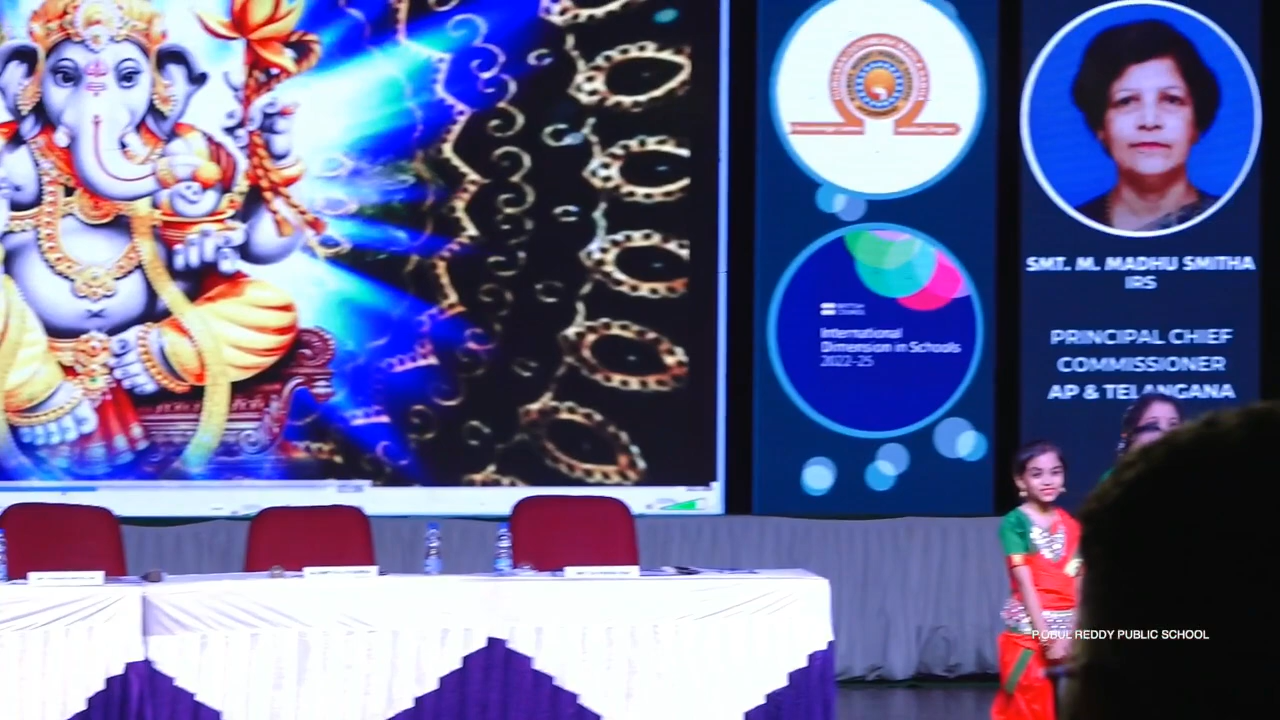 International
Dimension in Schools
2022-25
SMT. M. MADHU SMITHA
IRS
PRINCIPAL CHIEF
COMMISSIONER
AP & TELANGANA
P.OBUL REDDY PUBLIC SCHOOL